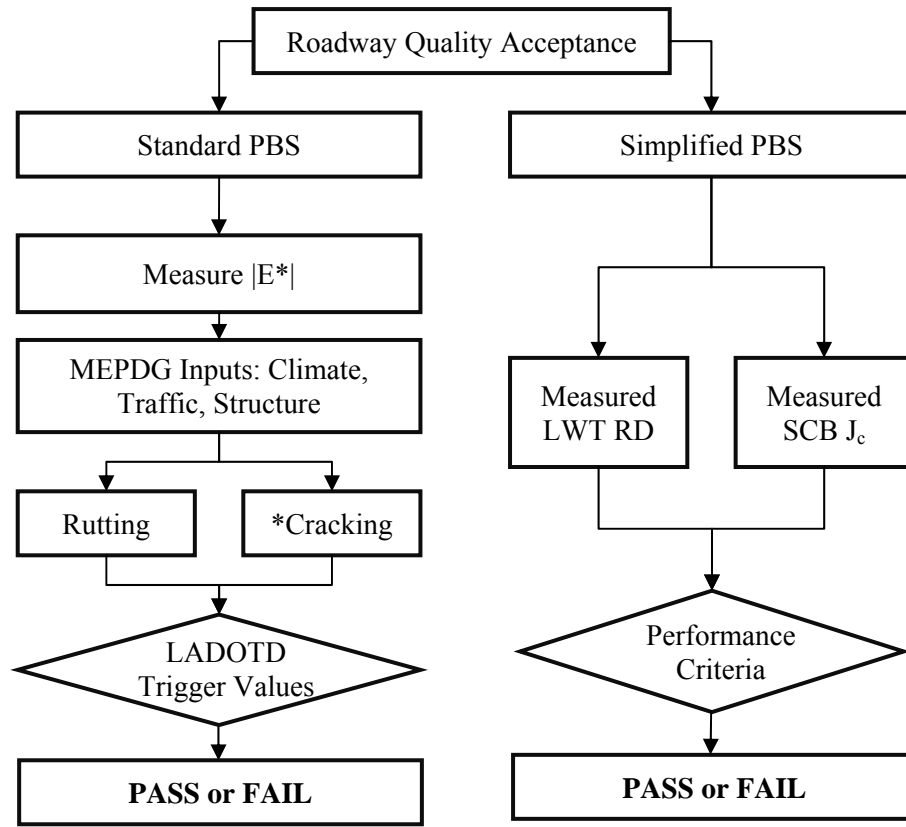 Roadway Quality Acceptance
Standard PBS
Measure |E*|
MEPDG Inputs: Climate,
Traffic, Structure
Rutting
*Cracking
LADOTD
Trigger Values
PASS or FAIL
Simplified PBS
Measured
LWT RD
Measured
SCB Jc
Performance
Criteria
PASS or FAIL